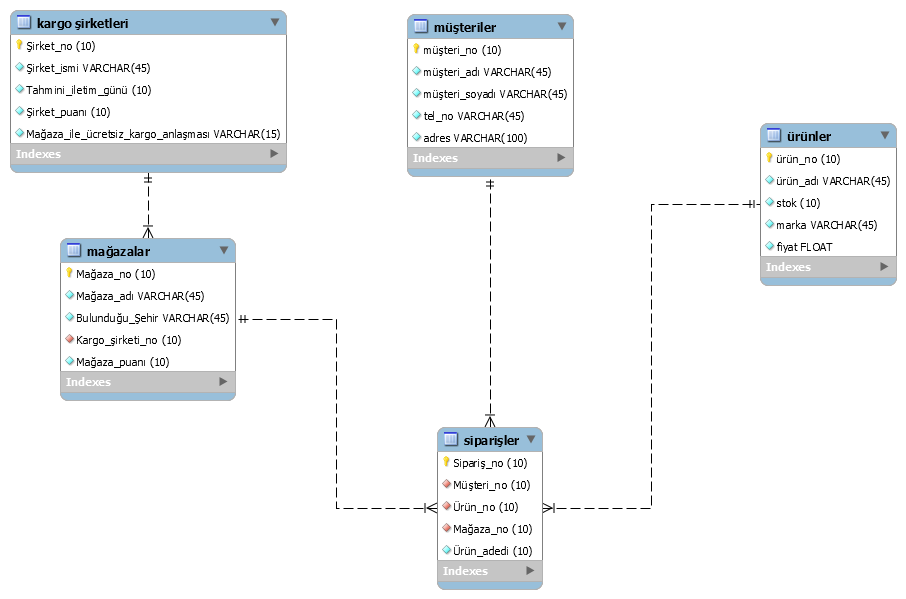 kargo şirketleri
Şirket_no (10)
Şirket_ismi VARCHAR(45)
Tahmini_iletim_günü (10)
Şirket_puanı (10)
Mağaza_ile_ücretsiz_kargo_anlaşması VARCHAR(15)
Indexes
müşteriler
müşteri_no (10)
müşteri_adı VARCHAR(45)
müşteri_soyadı VARCHAR(45)
tel_no VARCHAR(45)
adres VARCHAR(100)
Indexes
ürünler
ürün_no (10)
ürün_adı VARCHAR(45)
stok (10)
marka VARCHAR(45)
fiyat FLOAT
Indexes
mağazalar
Mağaza_no (10)
Mağaza_adı VARCHAR(45)
Bulunduğu_Şehir VARCHAR(45)
Kargo_şirketi_no (10)
Mağaza_puanı (10)
Indexes
siparişler
Sipariş_no (10)
Müşteri_no (10)
Ürün_no (10)
Mağaza_no (10)
Ürün_adedi (10)
Indexes